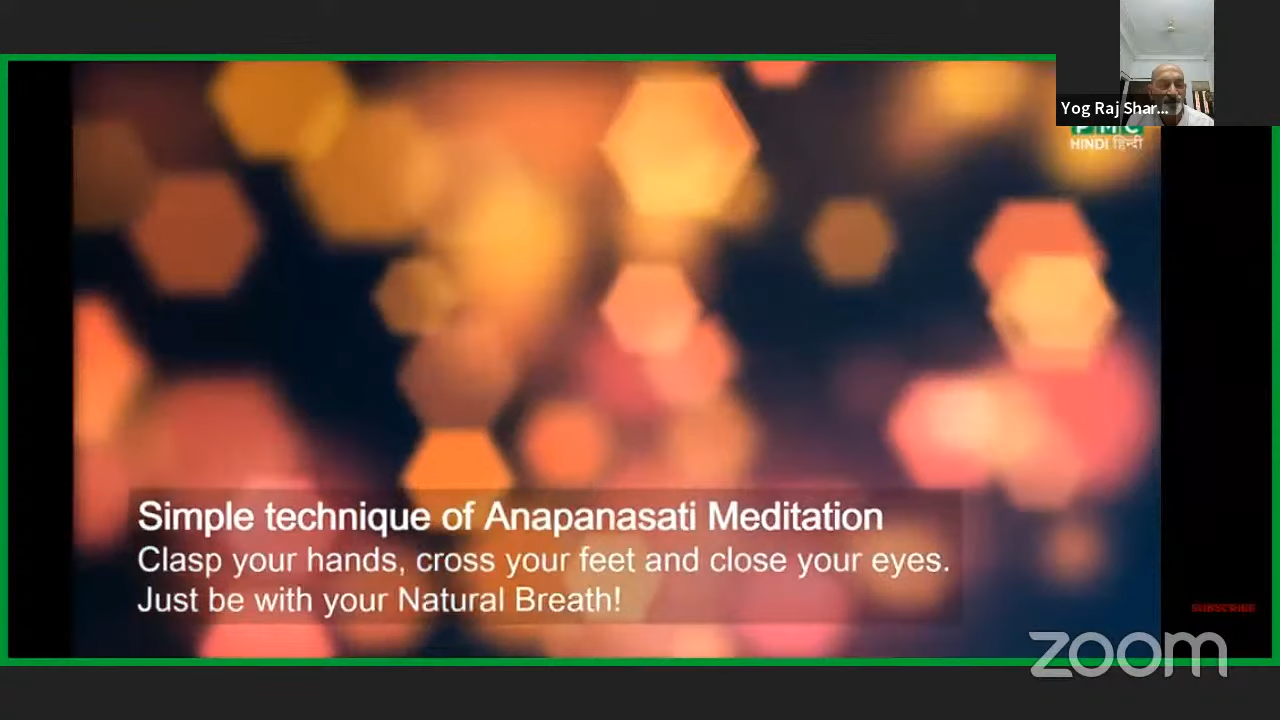 Yog Raj Shar...
PMC
HINDI हिन्दी
Simple technique of Anapanasati Meditation
Clasp your hands, cross your feet and close your eyes.
Just be with your Natural Breath!
SUBSCRIBE
zoom